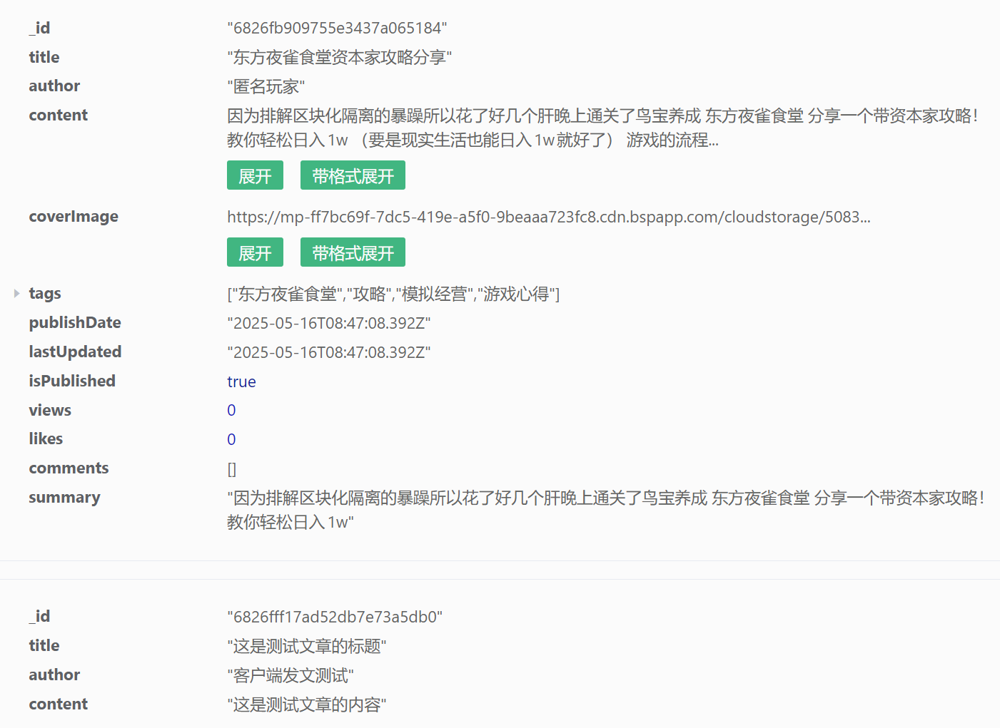 _id "6826fb909755e3437a065184"
title "东方夜雀食堂资本家攻略分享"
author "匿名玩家"
content 因为排解区块化隔离的暴躁所以花了好几个肝晚上通关了鸟宝养成 东方夜雀食堂 分享一个带资本家攻略！
教你轻松日入1w （要是现实生活也能日入1w就好了） 游戏的流程...
展开 带格式展开
coverImage https://mp-ff7bc69f-7dc5-419e-a5f0-9beaaa723fc8.cdn.bspapp.com/cloudstorage/5083...
展开 带格式展开
tags ["东方夜雀食堂","攻略","模拟经营","游戏心得"]
publishDate "2025-05-16T08:47:08.392Z"
lastUpdated "2025-05-16T08:47:08.392Z"
isPublished true
views 0
likes 0
comments []
summary "因为排解区块化隔离的暴躁所以花了好几个肝晚上通关了鸟宝养成 东方夜雀食堂 分享一个带资本家攻略！
教你轻松日入1w"
_id "6826fff17ad52db7e73a5db0"
title "这是测试文章的标题"
author "客户端发文测试"
content "这是测试文章的内容"